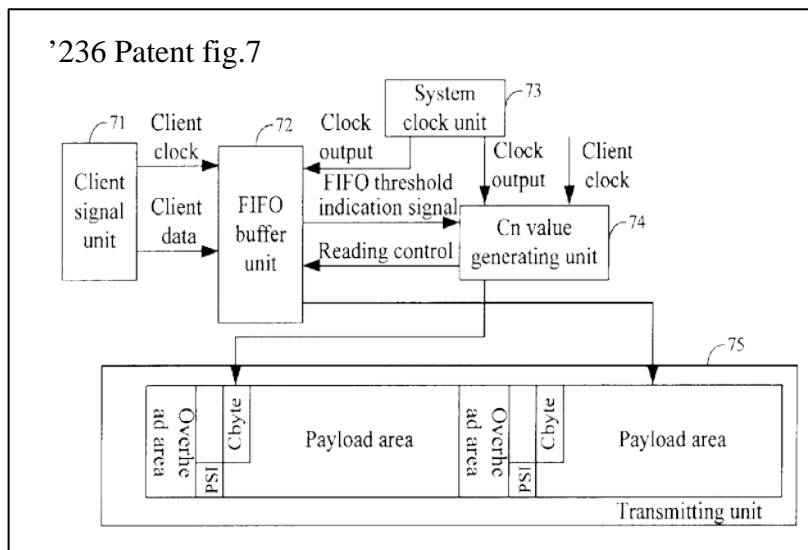 ’236 Patent fig.7
73
System
clock unit
71
Client
clock
72
Clock
output
Clock
output
Client
clock
Client
signal
unit
Client
data
FIFO
buffer
unit
FIFO threshold
indication signal
Reading control
74
Cn value
generating unit
75
Overhe
ad area
PSI
Cbyte
Payload area
Overhe
ad area
PSI
Cbyte
Payload area
Transmitting unit